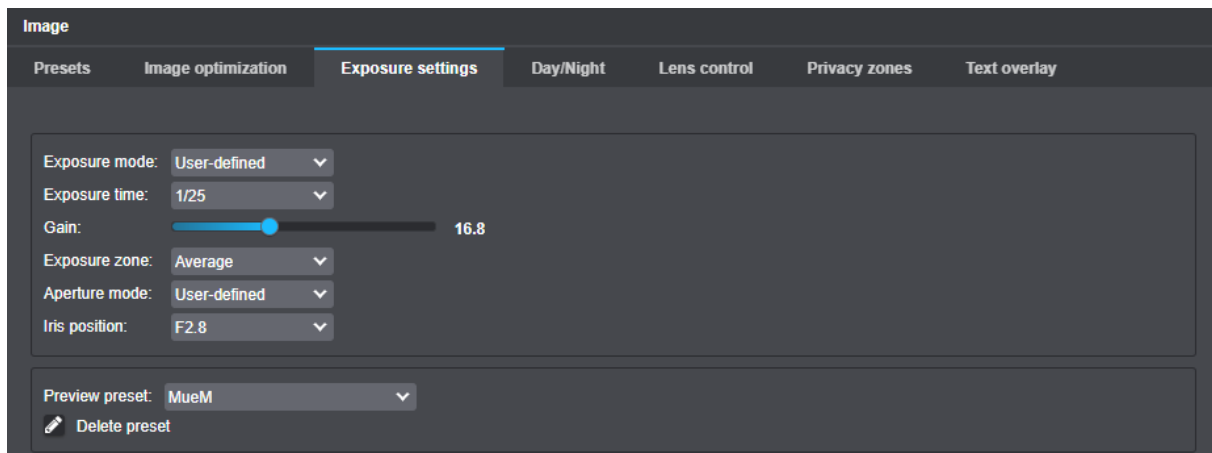 Image
Presets Image optimization Exposure settings Day/Night Lens control Privacy zones Text overlay
Exposure mode: User-defined
Exposure time: 1/25
Gain: 16.8
Exposure zone: Average
Aperture mode: User-defined
Iris position: F2.8
Preview preset: MueM
Delete preset